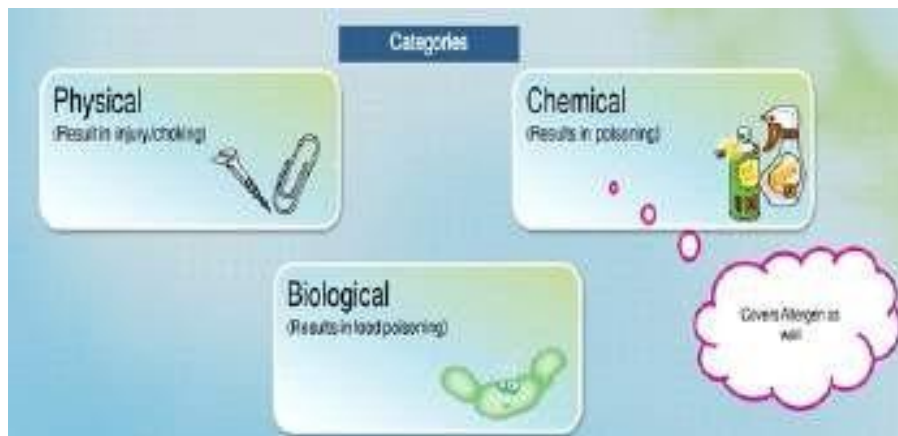 Categories
Physical
(Result in injury/choking)
Chemical
(Results in poisoning)
Biological
(Results in food poisoning)
Covers Allergen as
well